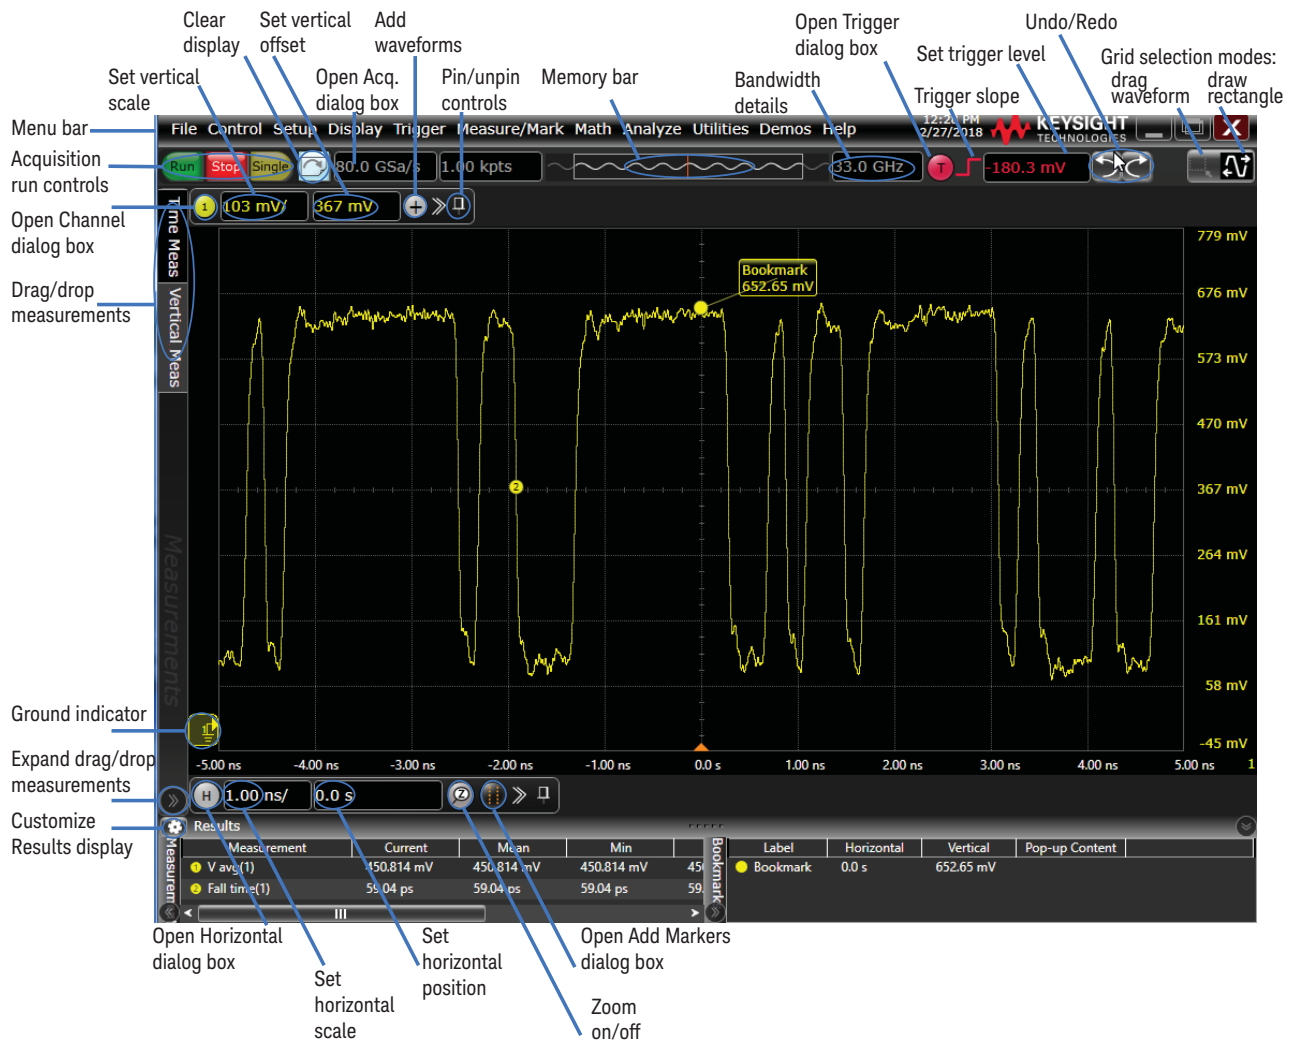 Clear
display
Set vertical
offset
Add
waveforms
Open Trigger
dialog box
Undo/Redo
Set vertical
scale
Open Acq.
dialog box
Pin/unpin
controls
Memory bar
Bandwidth
details
Set trigger level
Trigger slope
Grid selection modes:
drag
waveform
draw
rectangle
Menu bar
File Control Setup Display Trigger Measure/Mark Math Analyze Utilities Demos Help
12:28 PM
2/27/2018
KEYSIGHT
TECHNOLOGIES
X
Acquisition
run controls
Run Stop Single
80.0 GSa/s
1.00 kpts
33.0 GHz
T
-180.3 mV
Open Channel
dialog box
1
103 mV/
367 mV
Time Meas
Vertical Meas
Measurements
Drag/drop
measurements
Bookmark
652.65 mV
2
779 mV
676 mV
573 mV
470 mV
367 mV
264 mV
161 mV
58 mV
-45 mV
Ground indicator
1
-5.00 ns -4.00 ns -3.00 ns -2.00 ns -1.00 ns 0.0 s 1.00 ns 2.00 ns 3.00 ns 4.00 ns 5.00 ns 1
Expand drag/drop
measurements
H
1.00 ns/
0.0 s
Z
Customize
Results display
Results
Measurem
Measurement Current Mean Min
1 V avg(1) 450.814 mV 450.814 mV 450.814 mV 45
2 Fall time(1) 59.04 ps 59.04 ps 59.04 ps 59.
Bookmark
Label Horizontal Vertical Pop-up Content
Bookmark 0.0 s 652.65 mV
Open Horizontal
dialog box
Set
horizontal
scale
Set
horizontal
position
Open Add Markers
dialog box
Zoom
on/off